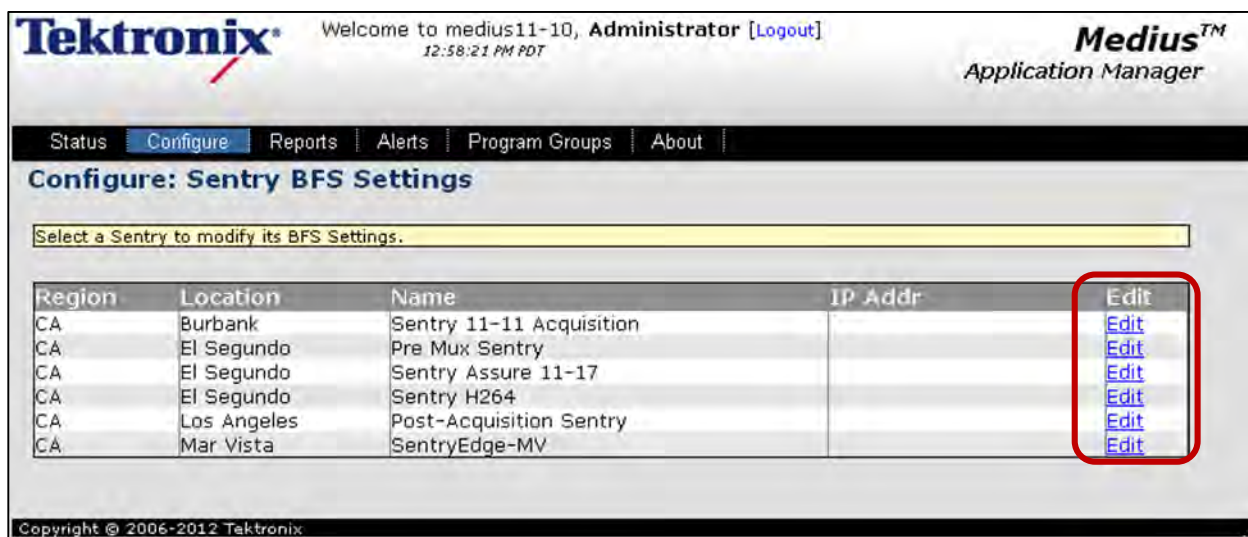 Tektronix
Welcome to medius11-10, Administrator [Logout]
12:58:21 PM PDT
Medius™
Application Manager
Status Configure Reports Alerts Program Groups About
Configure: Sentry BFS Settings
Select a Sentry to modify its BFS Settings.
Region Location Name IP Addr Edit
CA Burbank Sentry 11-11 Acquisition Edit
CA El Segundo Pre Mux Sentry Edit
CA El Segundo Sentry Assure 11-17 Edit
CA El Segundo Sentry H264 Edit
CA Los Angeles Post-Acquisition Sentry Edit
CA Mar Vista SentryEdge-MV Edit
Copyright © 2006-2012 Tektronix